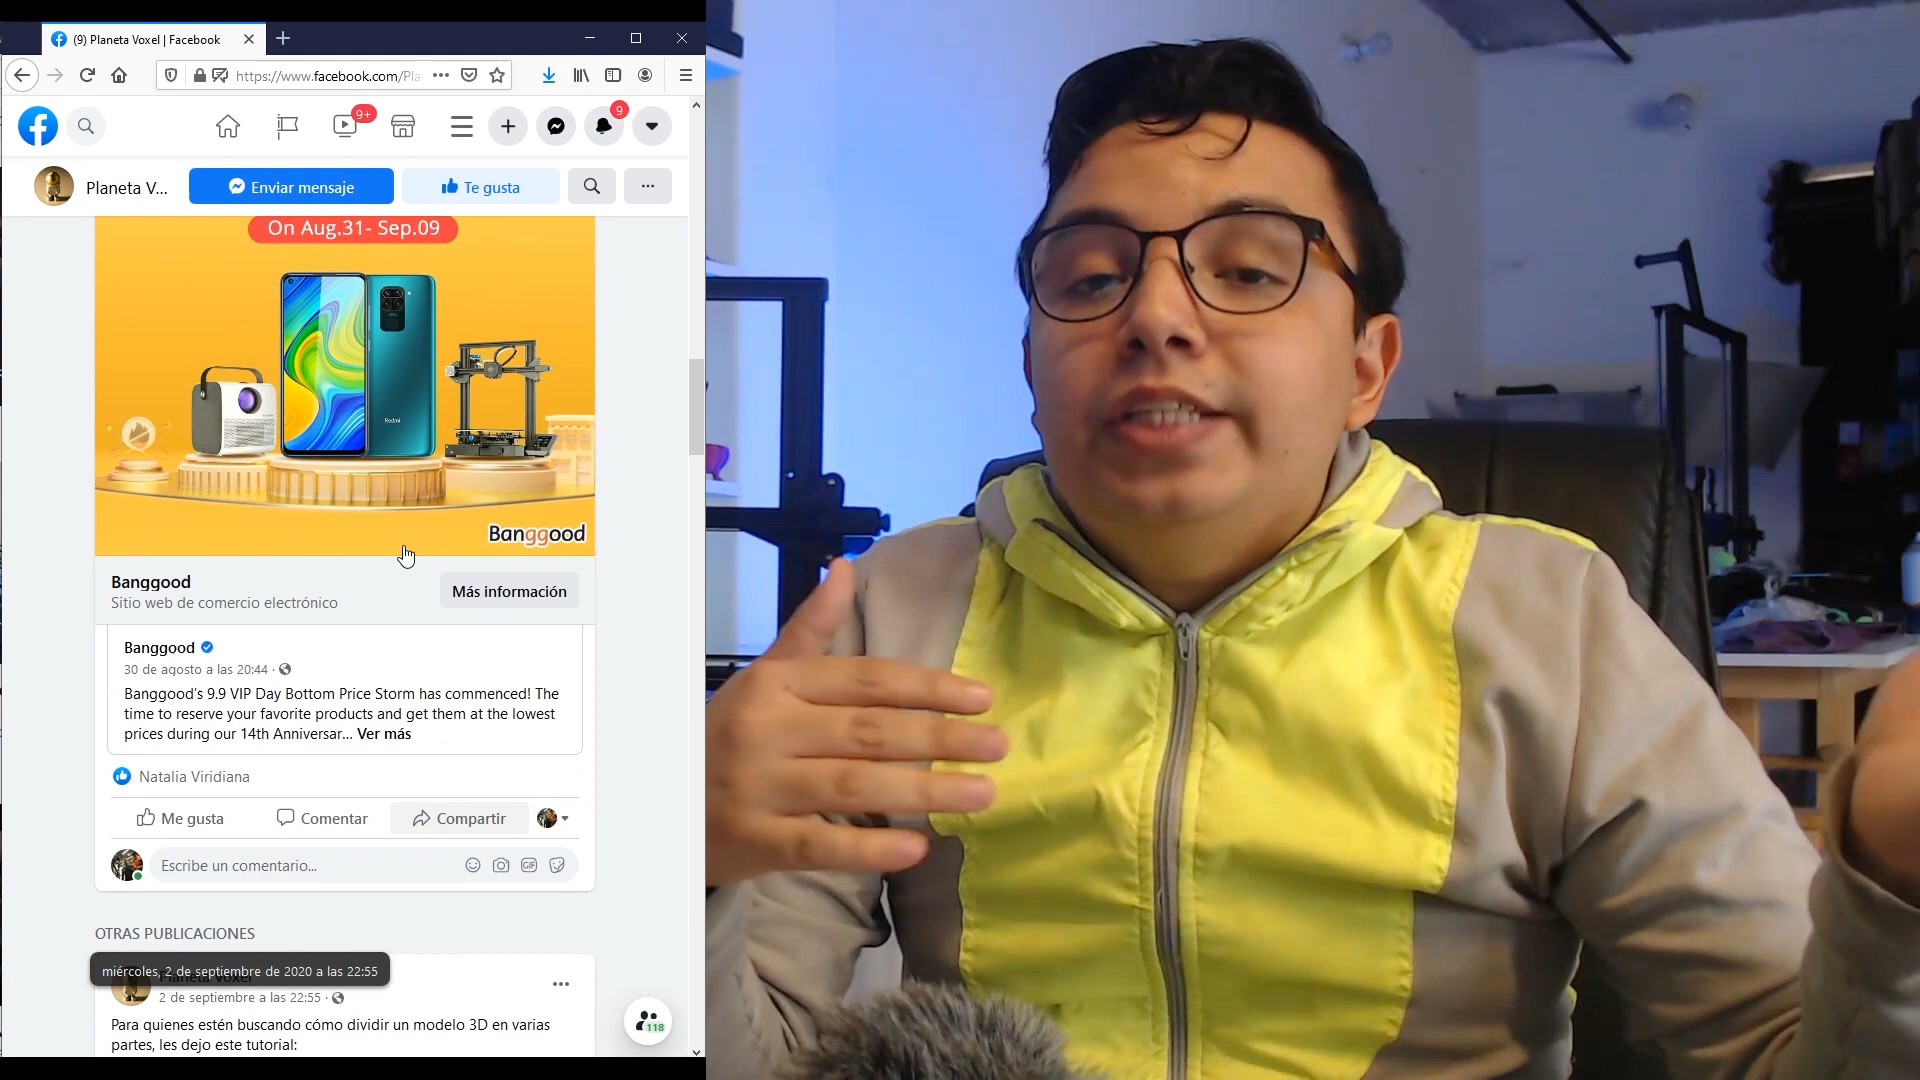 (9) Planeta Voxel | Facebook
https://www.facebook.com/Pla
9+
9
Planeta V...
Enviar mensaje
Te gusta
On Aug.31- Sep.09
Redmi
Banggood
Banggood
Sitio web de comercio electrónico
Más información
Banggood
30 de agosto a las 20:44 ·
Banggood's 9.9 VIP Day Bottom Price Storm has commenced! The
time to reserve your favorite products and get them at the lowest
prices during our 14th Anniversar... Ver más
Natalia Viridiana
Me gusta
Comentar
Compartir
Escribe un comentario...
GIF
OTRAS PUBLICACIONES
miércoles, 2 de septiembre de 2020 a las 22:55
Planeta Voxel
2 de septiembre a las 22:55 ·
118
Para quienes estén buscando cómo dividir un modelo 3D en varias
partes, les dejo este tutorial: